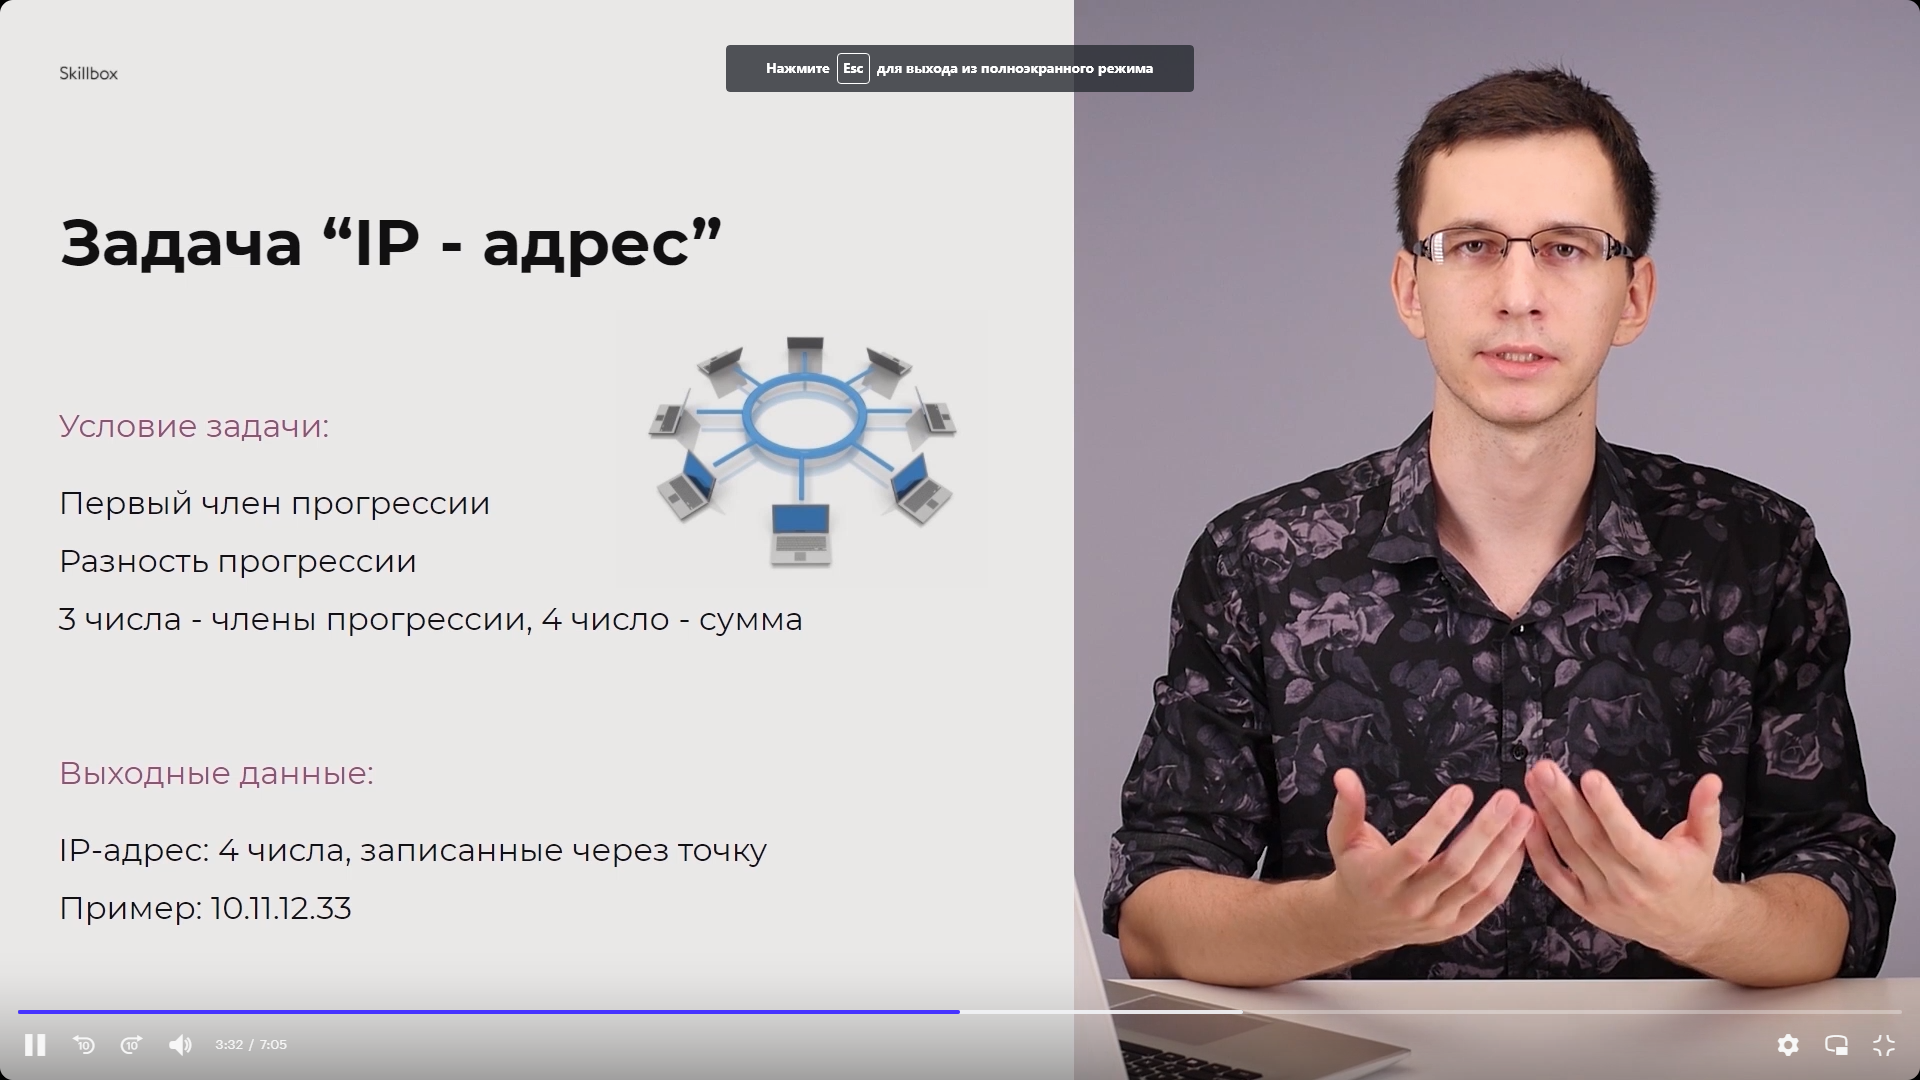 Skillbox
Нажмите Esc для выхода из полноэкранного режима
Задача “IP - адрес”
Условие задачи:
Первый член прогрессии
Разность прогрессии
3 числа - члены прогрессии, 4 число - сумма
Выходные данные:
IP-адрес: 4 числа, записанные через точку
Пример: 10.11.12.33
10
10
3:32 / 7:05